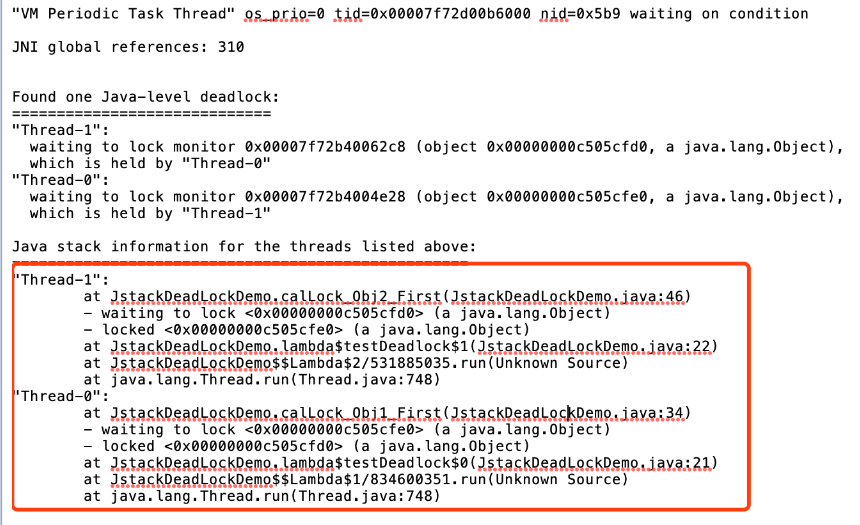 "VM Periodic Task Thread" os_prio=0 tid=0x00007f72d00b6000 nid=0x5b9 waiting on condition
JNI global references: 310
Found one Java-level deadlock:
=============================
"Thread-1":
  waiting to lock monitor 0x00007f72b40062c8 (object 0x00000000c505cfd0, a java.lang.Object),
  which is held by "Thread-0"
"Thread-0":
  waiting to lock monitor 0x00007f72b4004e28 (object 0x00000000c505cfe0, a java.lang.Object),
  which is held by "Thread-1"
Java stack information for the threads listed above:
===================================================
"Thread-1":
        at JstackDeadLockDemo.calLock_Obj2_First(JstackDeadLockDemo.java:46)
        - waiting to lock <0x00000000c505cfd0> (a java.lang.Object)
        - locked <0x00000000c505cfe0> (a java.lang.Object)
        at JstackDeadLockDemo.lambda$testDeadlock$1(JstackDeadLockDemo.java:22)
        at JstackDeadLockDemo$$Lambda$2/531885035.run(Unknown Source)
        at java.lang.Thread.run(Thread.java:748)
"Thread-0":
        at JstackDeadLockDemo.calLock_Obj1_First(JstackDeadLockDemo.java:34)
        - waiting to lock <0x00000000c505cfe0> (a java.lang.Object)
        - locked <0x00000000c505cfd0> (a java.lang.Object)
        at JstackDeadLockDemo.lambda$testDeadlock$0(JstackDeadLockDemo.java:21)
        at JstackDeadLockDemo$$Lambda$1/834600351.run(Unknown Source)
        at java.lang.Thread.run(Thread.java:748)